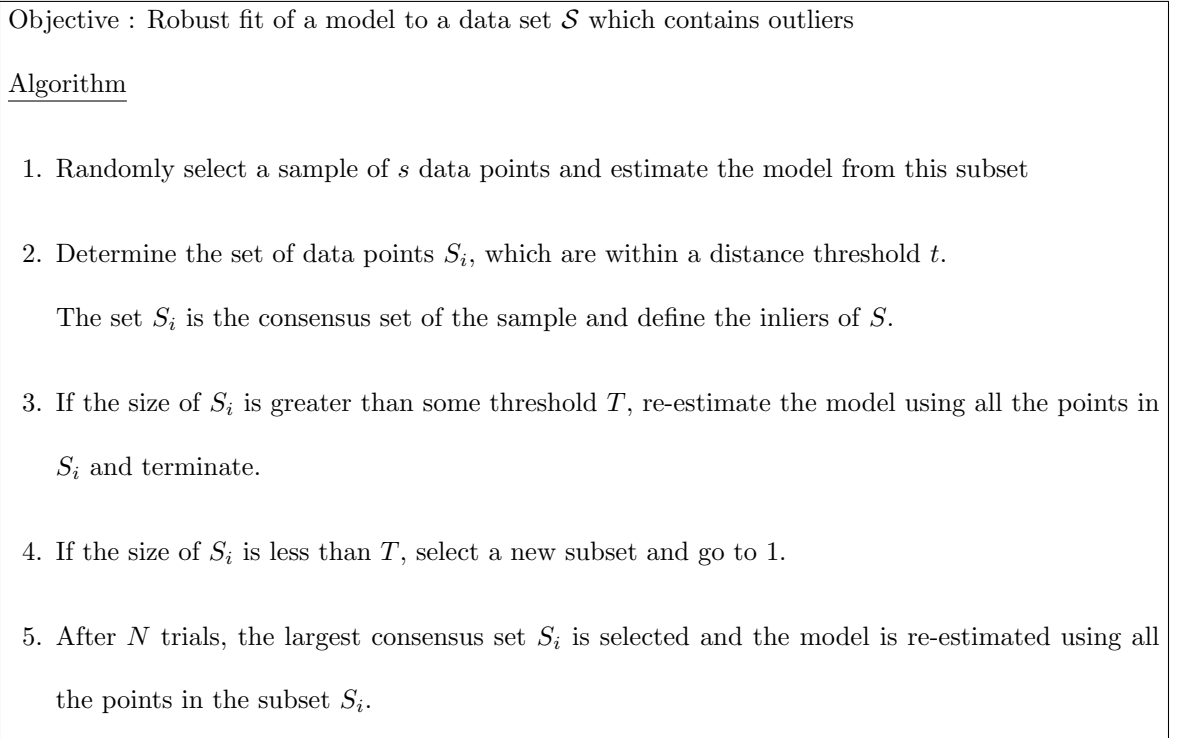 Objective : Robust fit of a model to a data set 𝒮 which contains outliers
Algorithm
1. Randomly select a sample of s data points and estimate the model from this subset
2. Determine the set of data points Sᵢ, which are within a distance threshold t.
The set Sᵢ is the consensus set of the sample and define the inliers of S.
3. If the size of Sᵢ is greater than some threshold T, re-estimate the model using all the points in
Sᵢ and terminate.
4. If the size of Sᵢ is less than T, select a new subset and go to 1.
5. After N trials, the largest consensus set Sᵢ is selected and the model is re-estimated using all
the points in the subset Sᵢ.